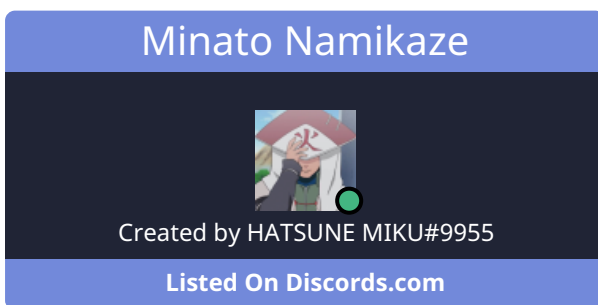 Minato Namikaze
火
Created by HATSUNE MIKU#9955
Listed On Discords.com